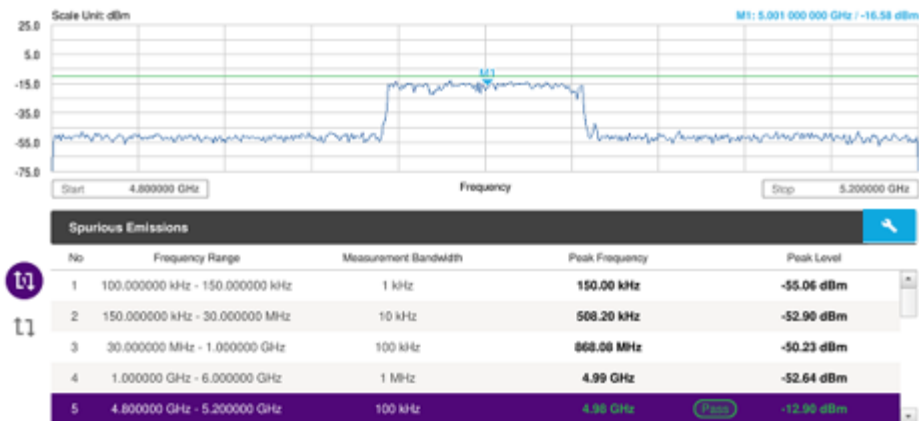 Scale Unit: dBm
M1: 5.001 000 000 GHz / -16.58 dBm
25.0
5.0
-15.0
-35.0
-55.0
-75.0
M1
Start 4.800000 GHz
Frequency
Stop 5.200000 GHz
Spurious Emissions
No Frequency Range Measurement Bandwidth Peak Frequency Peak Level
1 100.000000 kHz - 150.000000 kHz 1 kHz 150.00 kHz -55.06 dBm
2 150.000000 kHz - 30.000000 MHz 10 kHz 508.20 kHz -52.90 dBm
3 30.000000 MHz - 1.000000 GHz 100 kHz 868.08 MHz -50.23 dBm
4 1.000000 GHz - 6.000000 GHz 1 MHz 4.99 GHz -52.64 dBm
5 4.800000 GHz - 5.200000 GHz 100 kHz 4.98 GHz Pass -12.90 dBm